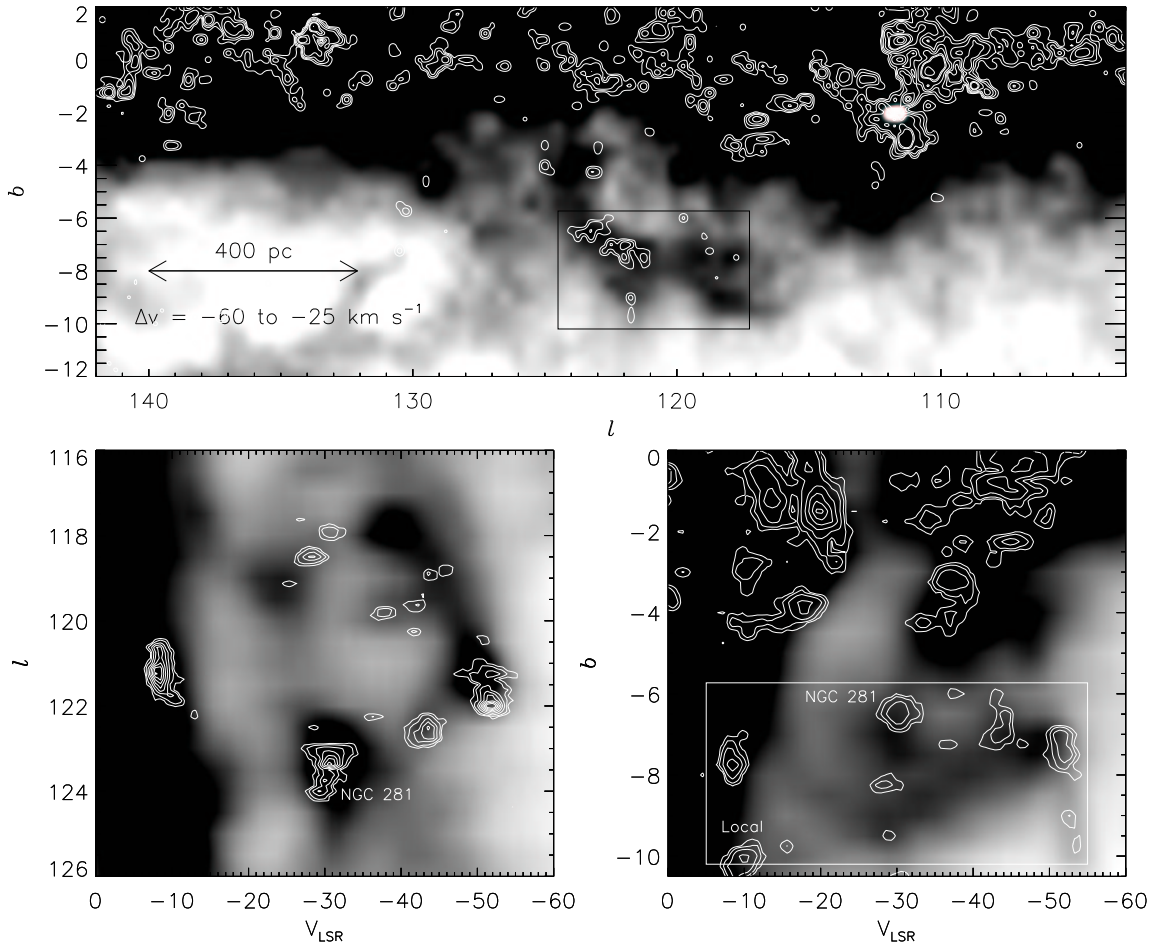 2
0
−2
−4
−6
−8
−10
−12
b
400 pc
Δv = −60 to −25 km s⁻¹
140 130 120 110
l
116
118
120
122
124
126
l
NGC 281
0 −10 −20 −30 −40 −50 −60
V_LSR
0
−2
−4
−6
−8
−10
b
NGC 281
Local
0 −10 −20 −30 −40 −50 −60
V_LSR